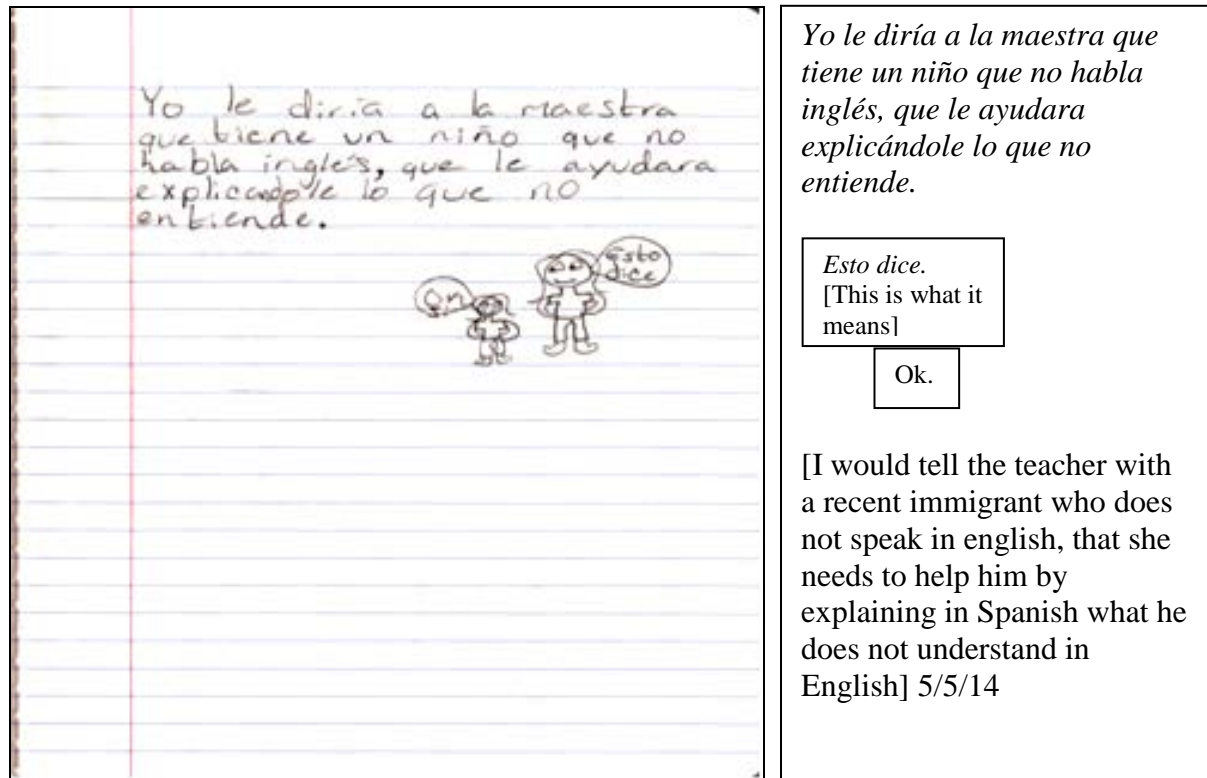 Yo le diría a la maestra
que tiene un niño que no
habla inglés, que le ayudara
explicandole lo que no
entiende.
Esto
dice
Yo le diría a la maestra que
tiene un niño que no habla
inglés, que le ayudara
explicándole lo que no
entiende.
Esto dice.
[This is what it
means]
Ok.
[I would tell the teacher with
a recent immigrant who does
not speak in english, that she
needs to help him by
explaining in Spanish what he
does not understand in
English] 5/5/14